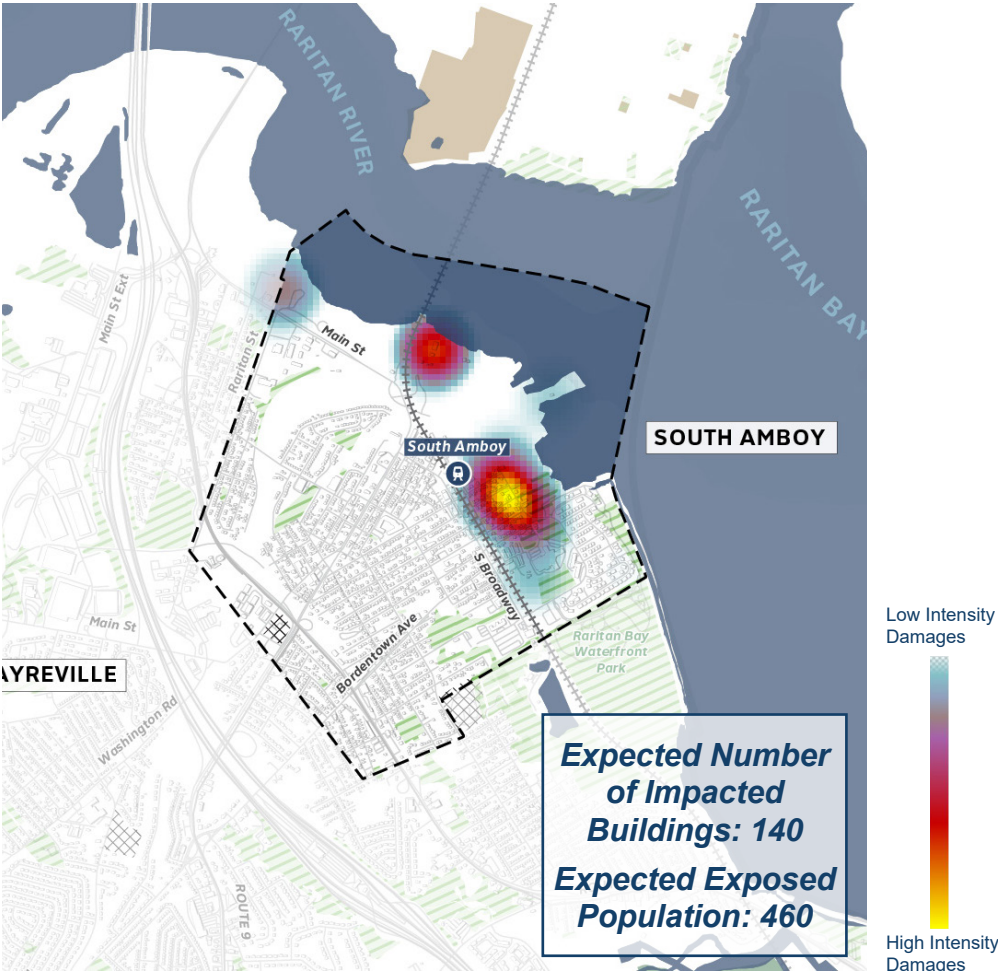 RARITAN RIVER
RARITAN BAY
Main St Ext
Raritan St
Main St
SOUTH AMBOY
South Amboy
S Broadway
Main St
Bordentown Ave
Raritan Bay
Waterfront
Park
AYREVILLE
Washington Rd
ROUTE 9
Expected Number
of Impacted
Buildings: 140
Expected Exposed
Population: 460
Low Intensity
Damages
High Intensity
Damages